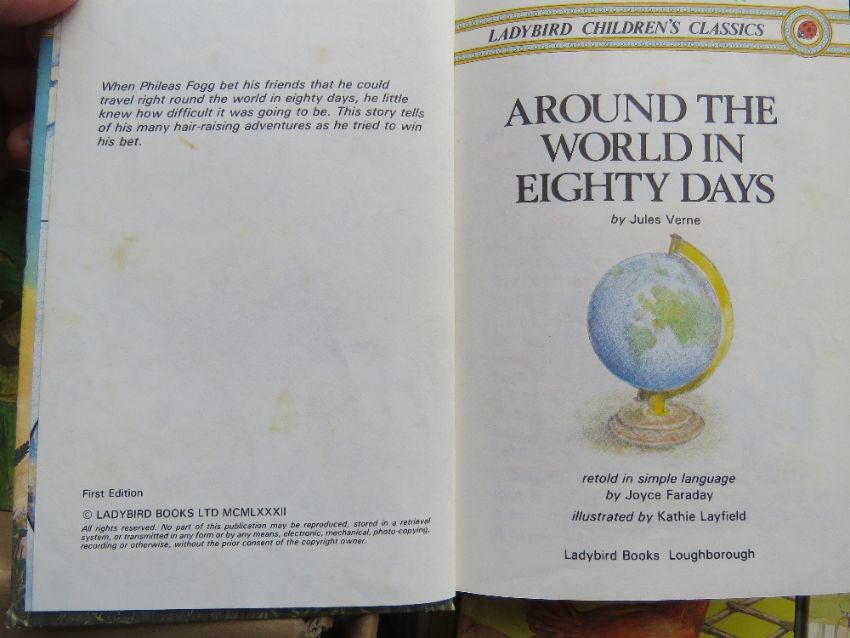 When Phileas Fogg bet his friends that he could
travel right round the world in eighty days, he little
knew how difficult it was going to be. This story tells
of his many hair-raising adventures as he tried to win
his bet.
First Edition
© LADYBIRD BOOKS LTD MCMLXXXII
All rights reserved. No part of this publication may be reproduced, stored in a retrieval
system, or transmitted in any form or by any means, electronic, mechanical, photo-copying,
recording or otherwise, without the prior consent of the copyright owner.
LADYBIRD CHILDREN'S CLASSICS
AROUND THE
WORLD IN
EIGHTY DAYS
by Jules Verne
retold in simple language
by Joyce Faraday
illustrated by Kathie Layfield
Ladybird Books Loughborough